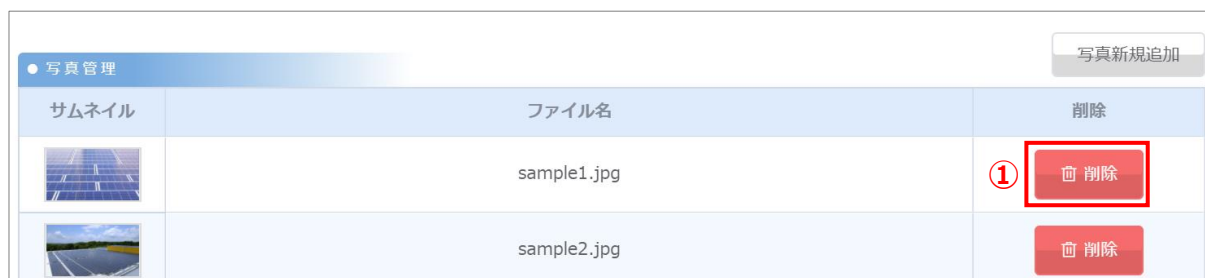 写真新規追加
● 写真管理
サムネイル ファイル名 削除
sample1.jpg ① 削除
sample2.jpg 削除